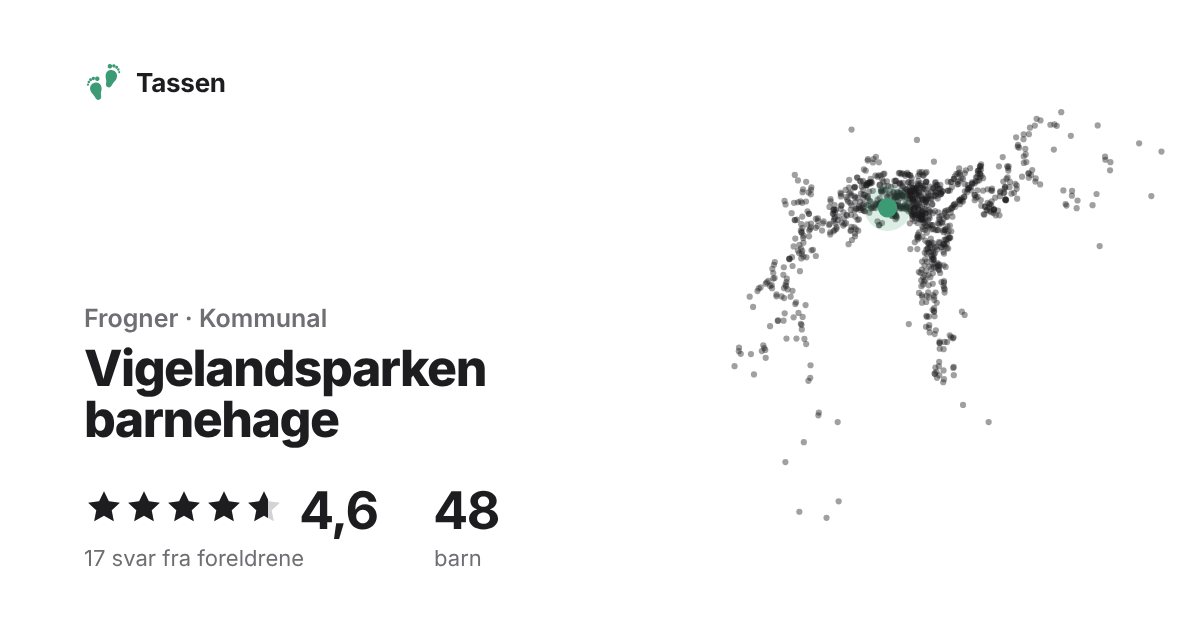 Tassen
Frogner · Kommunal
Vigelandsparken
barnehage
4,6
48
17 svar fra foreldrene
barn